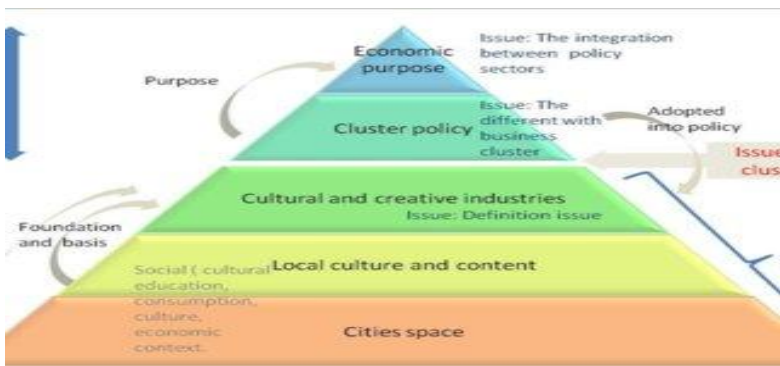 Economic
purpose
Issue: The integration
between policy
sectors
Purpose
Cluster policy
Issue: The
different with
business
cluster
Adopted
into policy
Issue
clus
Cultural and creative industries
Issue: Definition issue
Foundation
and basis
Local culture and content
Social ( cultural
education,
consumption,
culture,
economic
context.
Cities space